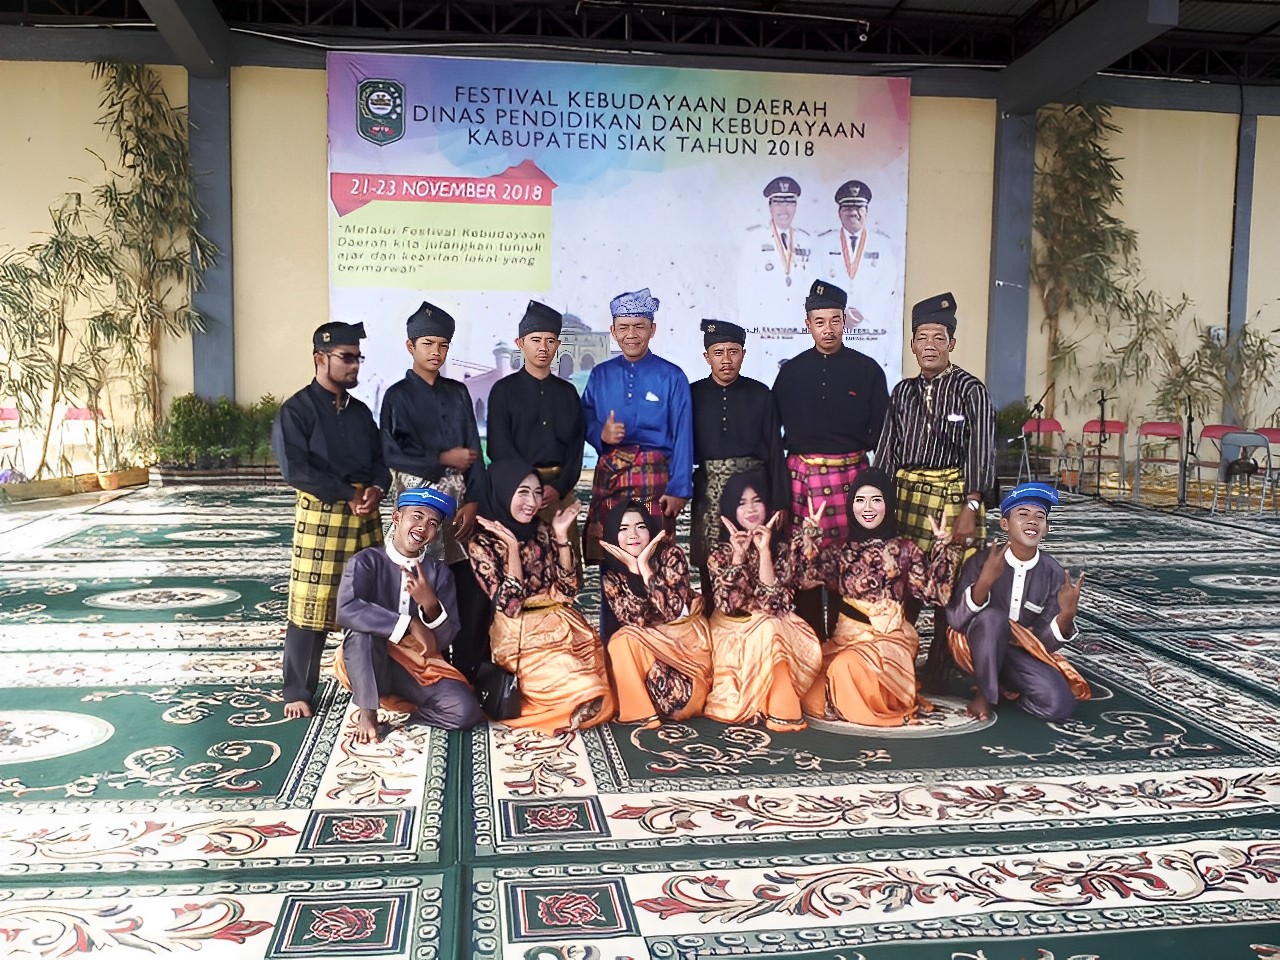 FESTIVAL KEBUDAYAAN DAERAH
DINAS PENDIDIKAN DAN KEBUDAYAAN
KABUPATEN SIAK TAHUN 2018
21-23 NOVEMBER 2018
"Melalui Festival Kebudayaan
Daerah kita julangkan tunjuk
ajar dan kearifan lokal yang
bermarwah"